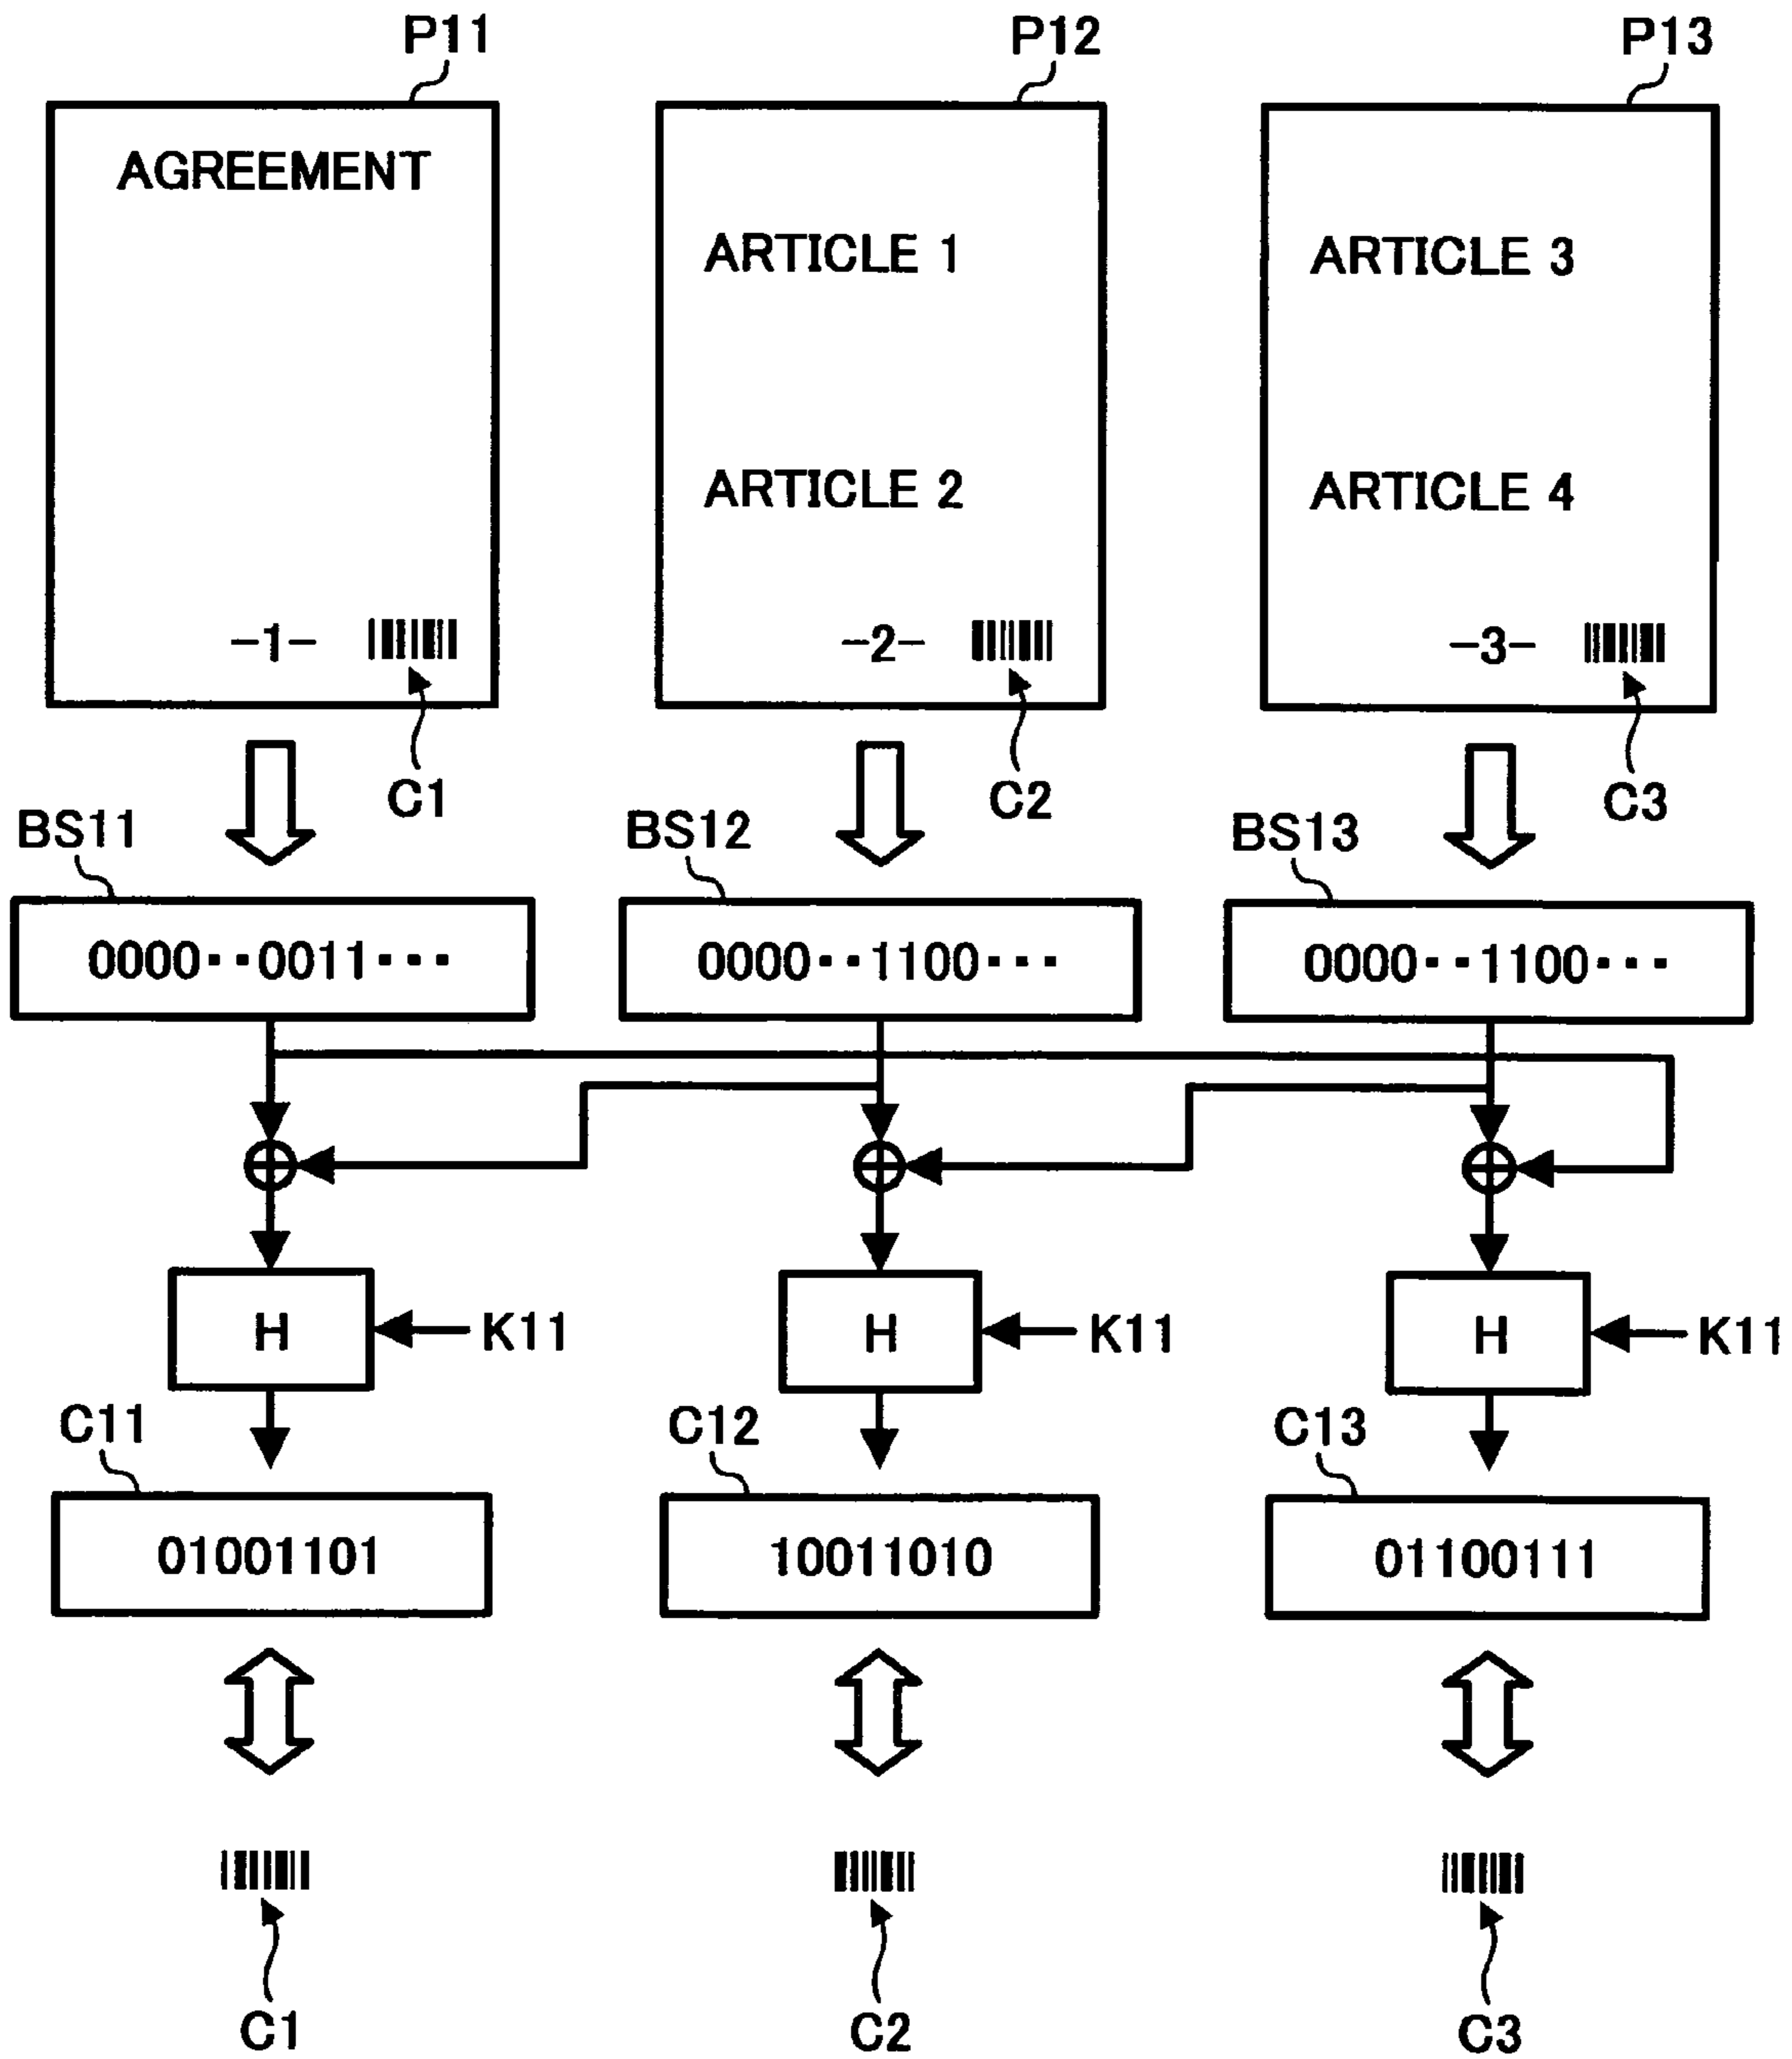 P11 P12 P13
AGREEMENT
ARTICLE 1 ARTICLE 3
ARTICLE 2 ARTICLE 4
-1- -2- -3-
C1 C2 C3
BS11 BS12 BS13
0000··0011··· 0000··1100··· 0000··1100···
H K11 H K11 H K11
C11 C12 C13
01001101 10011010 01100111
C1 C2 C3